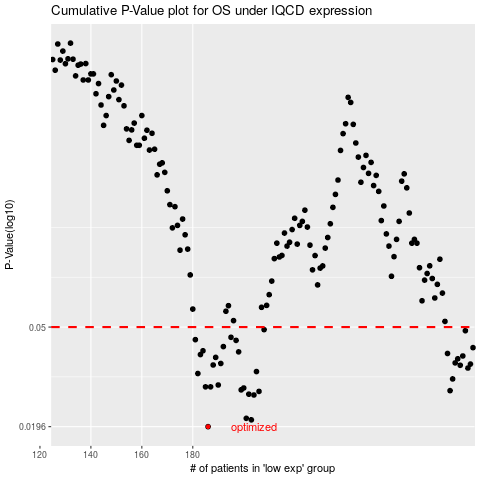 Cumulative P-Value plot for OS under IQCD expression
P-Value(log10)
0.05
0.0196
optimized
120 140 160 180
# of patients in 'low exp' group